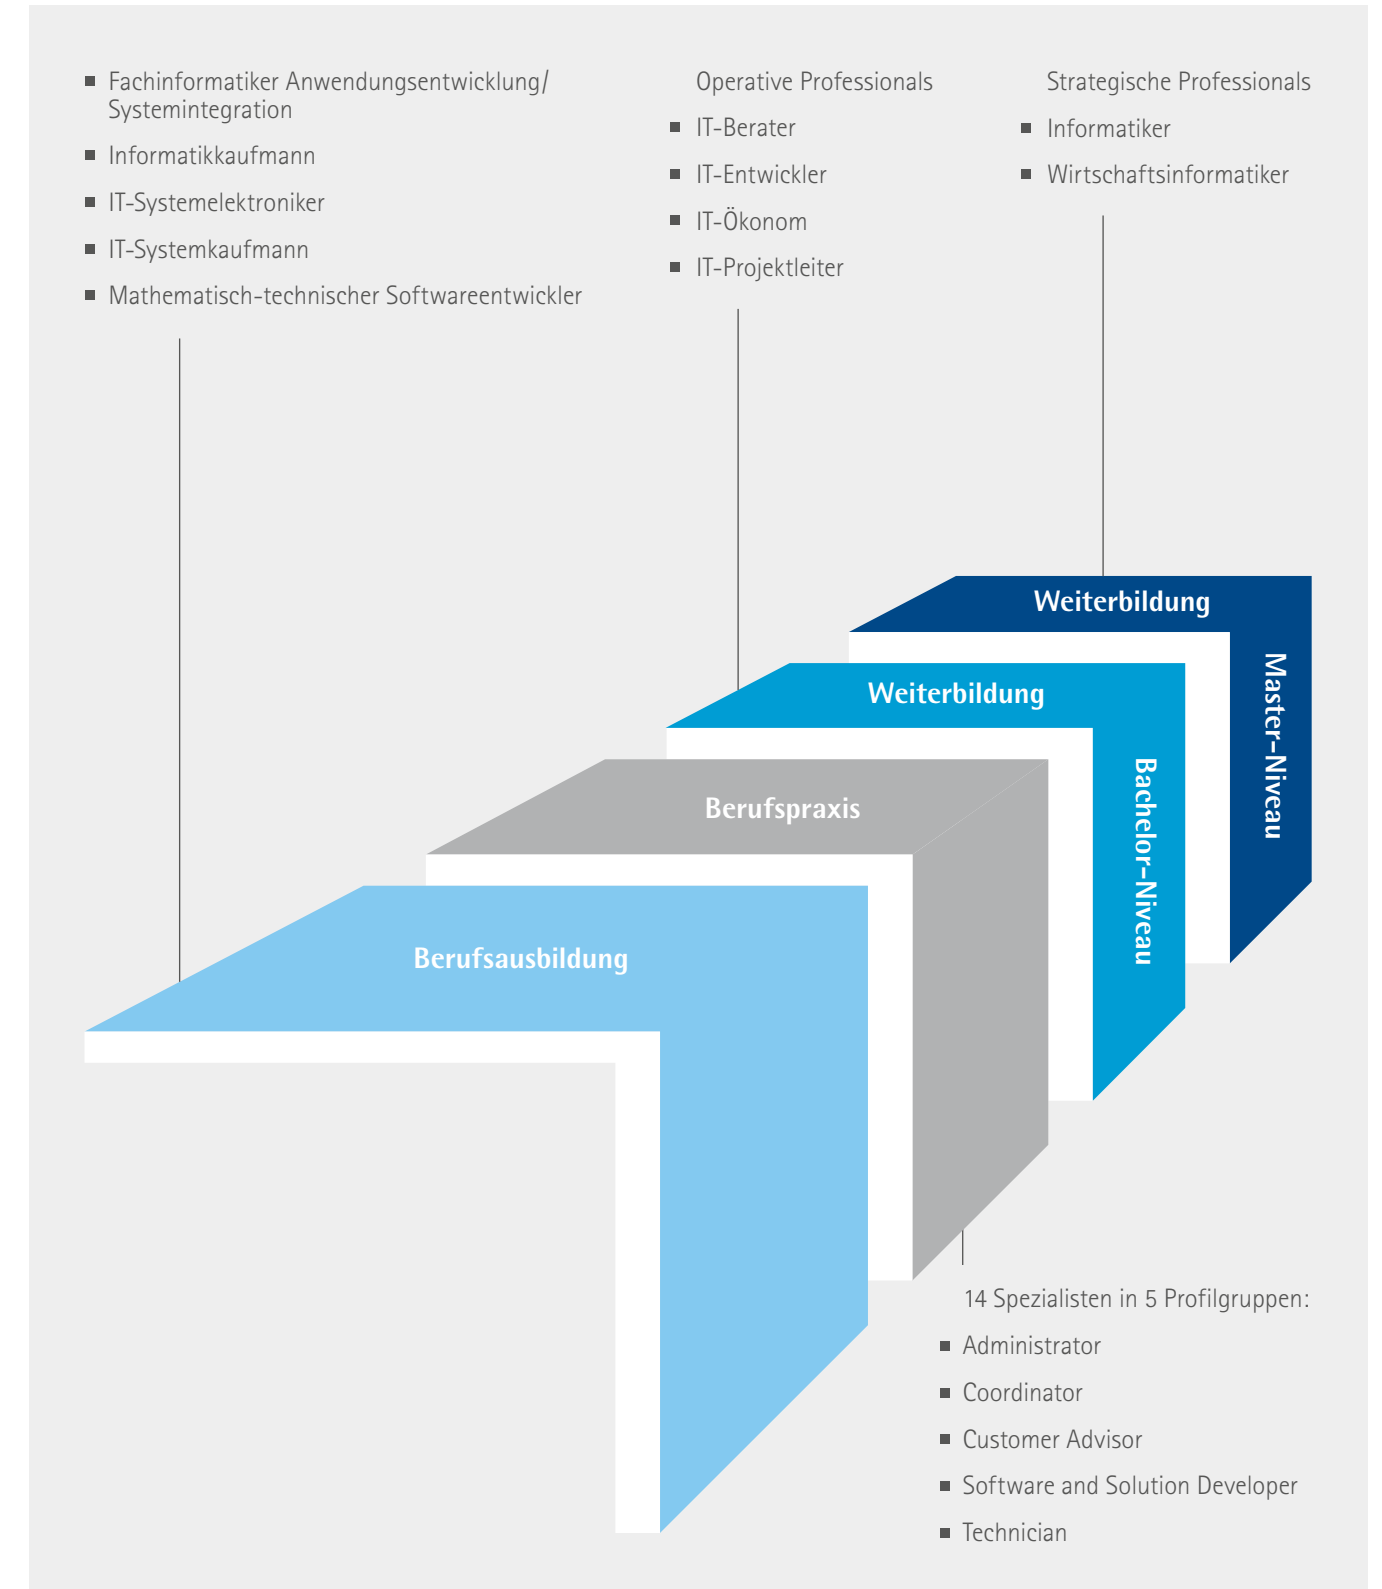 Fachinformatiker Anwendungsentwicklung/
Systemintegration
Informatikkaufmann
IT-Systemelektroniker
IT-Systemkaufmann
Mathematisch-technischer Softwareentwickler
Operative Professionals
IT-Berater
IT-Entwickler
IT-Ökonom
IT-Projektleiter
Strategische Professionals
Informatiker
Wirtschaftsinformatiker
Weiterbildung
Master-Niveau
Weiterbildung
Bachelor-Niveau
Berufspraxis
Berufsausbildung
14 Spezialisten in 5 Profilgruppen:
Administrator
Coordinator
Customer Advisor
Software and Solution Developer
Technician